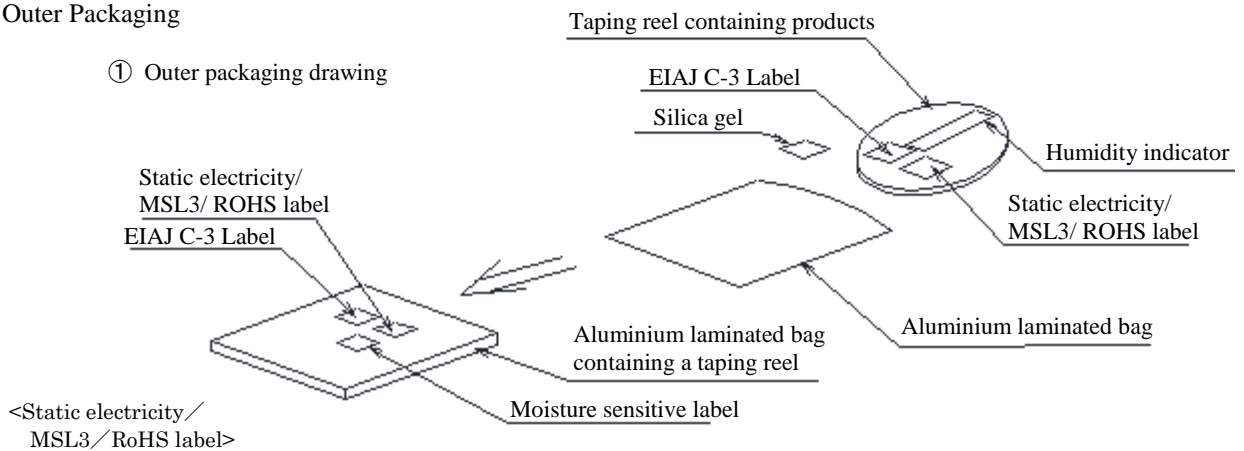 Outer Packaging
① Outer packaging drawing
Taping reel containing products
EIAJ C-3 Label
Silica gel
Humidity indicator
Static electricity/
MSL3/ ROHS label
Static electricity/
MSL3/ ROHS label
EIAJ C-3 Label
Aluminium laminated bag
Aluminium laminated bag
containing a taping reel
Moisture sensitive label
<Static electricity／
MSL3／RoHS label>